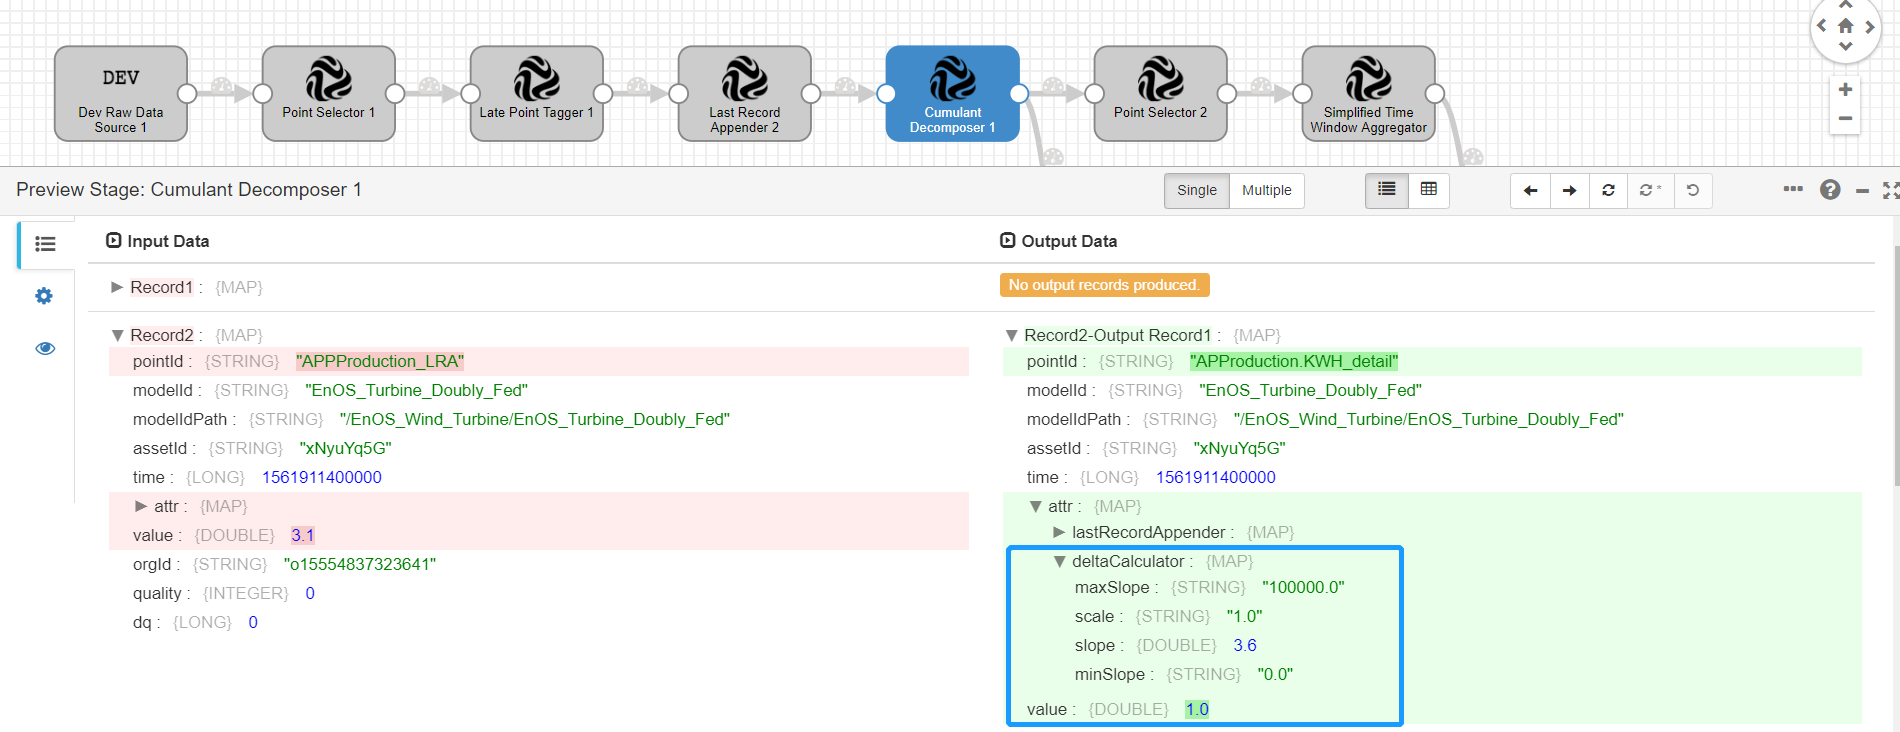 DEV
Dev Raw Data
Source 1
Point Selector 1
Late Point Tagger 1
Last Record
Appender 2
Cumulant
Decomposer 1
Point Selector 2
Simplified Time
Window Aggregator
Preview Stage: Cumulant Decomposer 1
Single
Multiple
Input Data
Output Data
Record1 : {MAP}
No output records produced.
Record2 : {MAP}
pointId : {STRING} "APPProduction_LRA"
modelId : {STRING} "EnOS_Turbine_Doubly_Fed"
modelIdPath : {STRING} "/EnOS_Wind_Turbine/EnOS_Turbine_Doubly_Fed"
assetId : {STRING} "xNyuYq5G"
time : {LONG} 1561911400000
attr : {MAP}
value : {DOUBLE} 3.1
orgId : {STRING} "o15554837323641"
quality : {INTEGER} 0
dq : {LONG} 0
Record2-Output Record1 : {MAP}
pointId : {STRING} "APProduction.KWH_detail"
modelId : {STRING} "EnOS_Turbine_Doubly_Fed"
modelIdPath : {STRING} "/EnOS_Wind_Turbine/EnOS_Turbine_Doubly_Fed"
assetId : {STRING} "xNyuYq5G"
time : {LONG} 1561911400000
attr : {MAP}
lastRecordAppender : {MAP}
deltaCalculator : {MAP}
maxSlope : {STRING} "100000.0"
scale : {STRING} "1.0"
slope : {DOUBLE} 3.6
minSlope : {STRING} "0.0"
value : {DOUBLE} 1.0